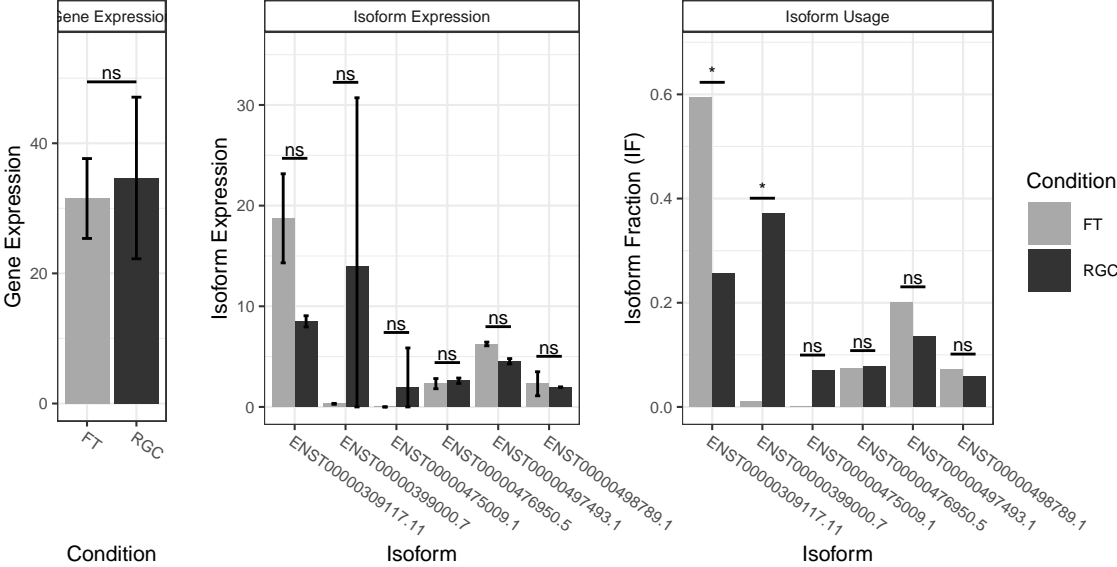 Gene Expression
Isoform Expression
Isoform Usage
Gene Expression
40
20
0
ns
FT
RGC
Condition
Isoform Expression
30
20
10
0
ns
ns
ns
ns
ns
ns
ENST00000309117.11
ENST00000399000.7
ENST00000475009.1
ENST00000476950.5
ENST00000497493.1
ENST00000498789.1
Isoform
Isoform Fraction (IF)
0.6
0.4
0.2
0.0
*
*
ns
ns
ns
ns
ENST00000309117.11
ENST00000399000.7
ENST00000475009.1
ENST00000476950.5
ENST00000497493.1
ENST00000498789.1
Isoform
Condition
FT
RGC